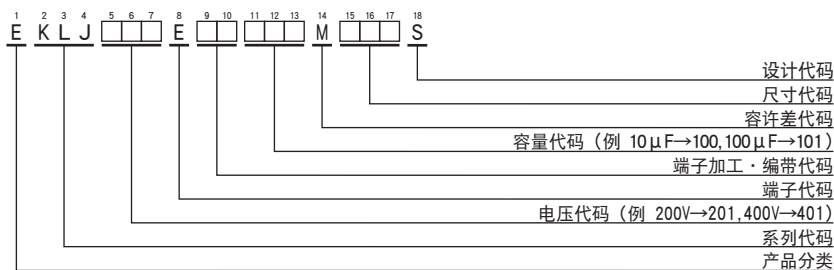 1 2 3 4 5 6 7 8 9 10 11 12 13 14 15 16 17 18
E K L J E M S
设计代码
尺寸代码
容许差代码
容量代码（例 10μF→100,100μF→101）
端子加工・编带代码
端子代码
电压代码（例 200V→201,400V→401）
系列代码
产品分类